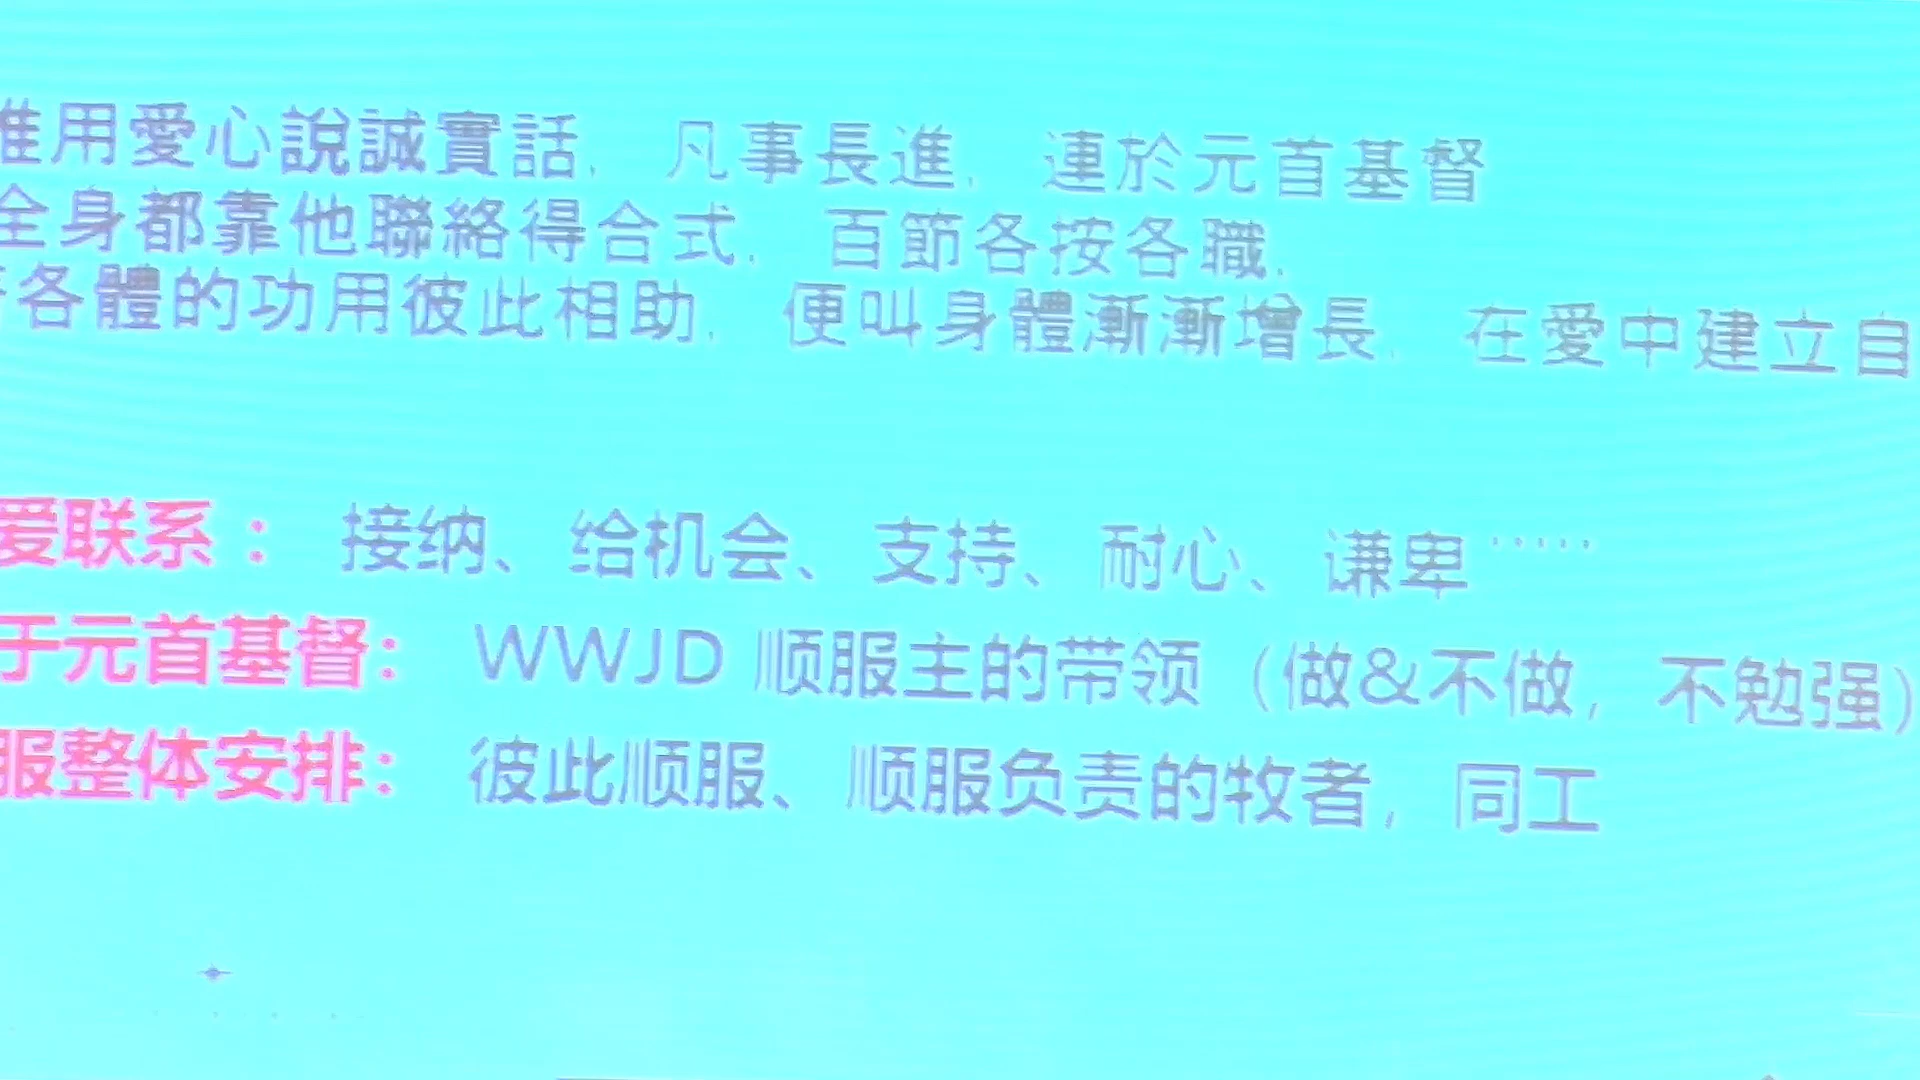 惟用愛心說誠實話, 凡事長進, 連於元首基督
全身都靠他聯絡得合式, 百節各按各職,
各體的功用彼此相助, 便叫身體漸漸增長, 在愛中建立自
爱联系： 接纳、给机会、支持、耐心、谦卑……
于元首基督： WWJD 顺服主的带领（做&不做，不勉强）
服整体安排： 彼此顺服、顺服负责的牧者，同工